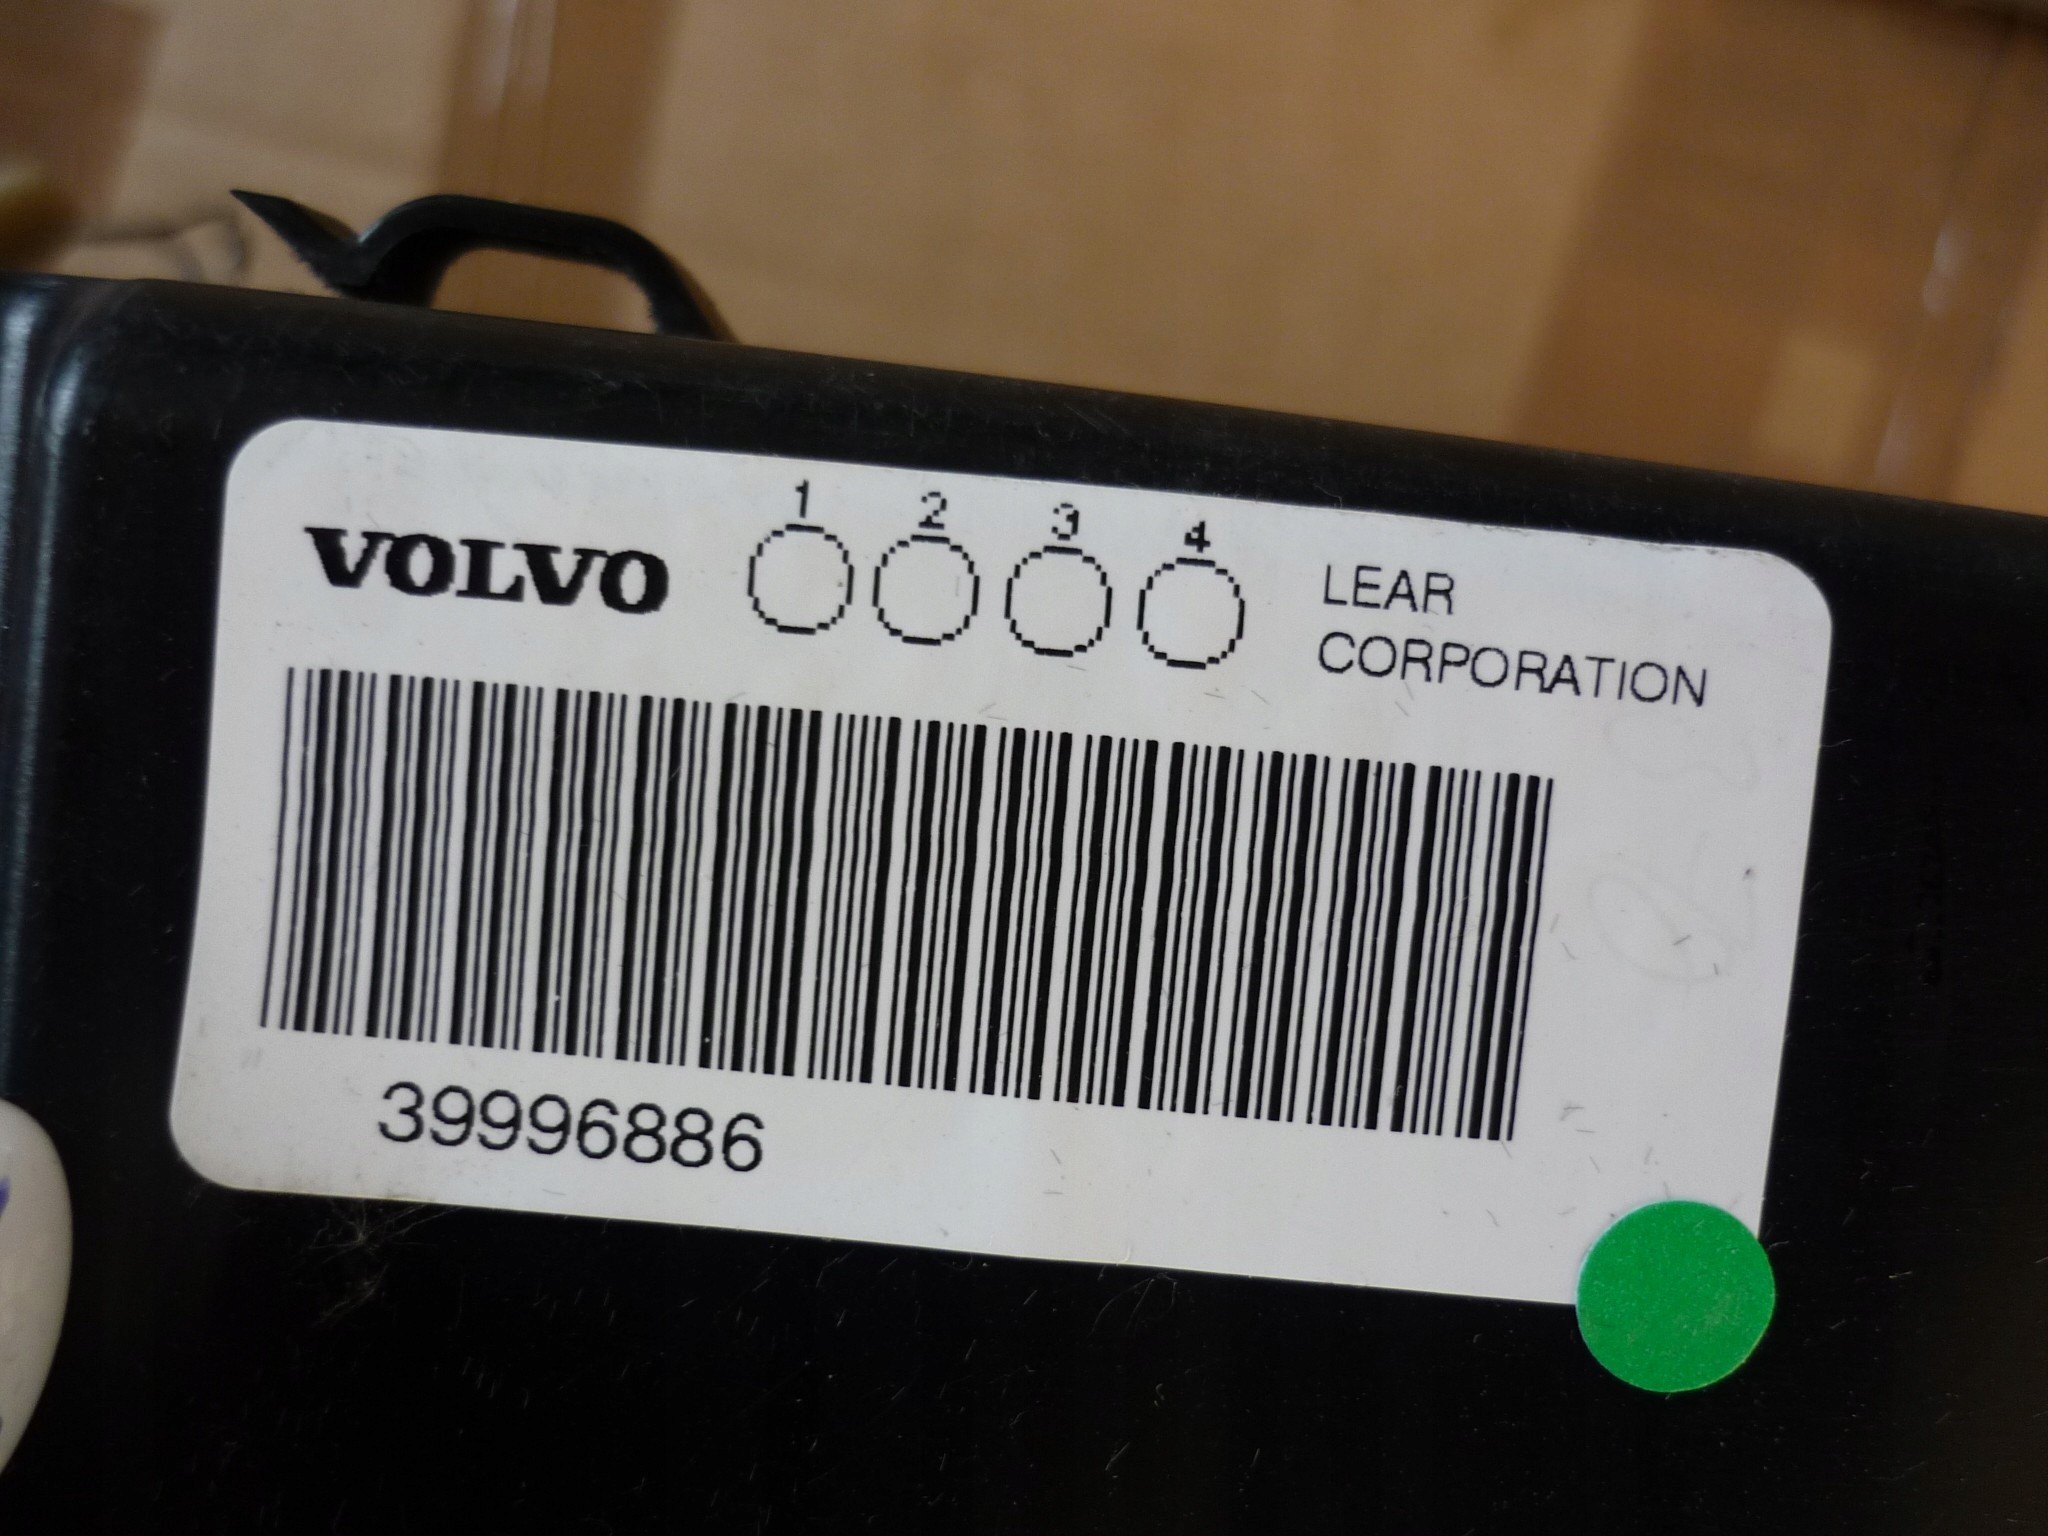 VOLVO
1 2 3 4
LEAR
CORPORATION
39996886